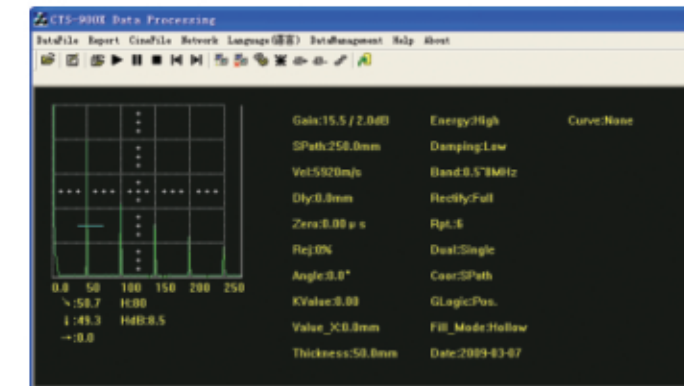 CTS-900X Data Processing
DataFile Report CineFile Network Language(語言) DataManagement Help About
Gain:15.5 / 2.0dB Energy:High Curve:None
SPath:250.0mm Damping:Low
Vel:5920m/s Band:0.5~8MHz
Dly:0.0mm Rectify:Full
Zero:0.00 μ s Rpt.:6
Rej:0% Dual:Single
Angle:0.0° Coor:SPath
KValue:0.00 GLogic:Pos.
Value_X:0.0mm Fill_Mode:Hollow
Thickness:50.0mm Date:2009-03-07
0.0 50 100 150 200 250
↘:50.7 H:80
↓:49.3 HdB:8.5
→:0.0